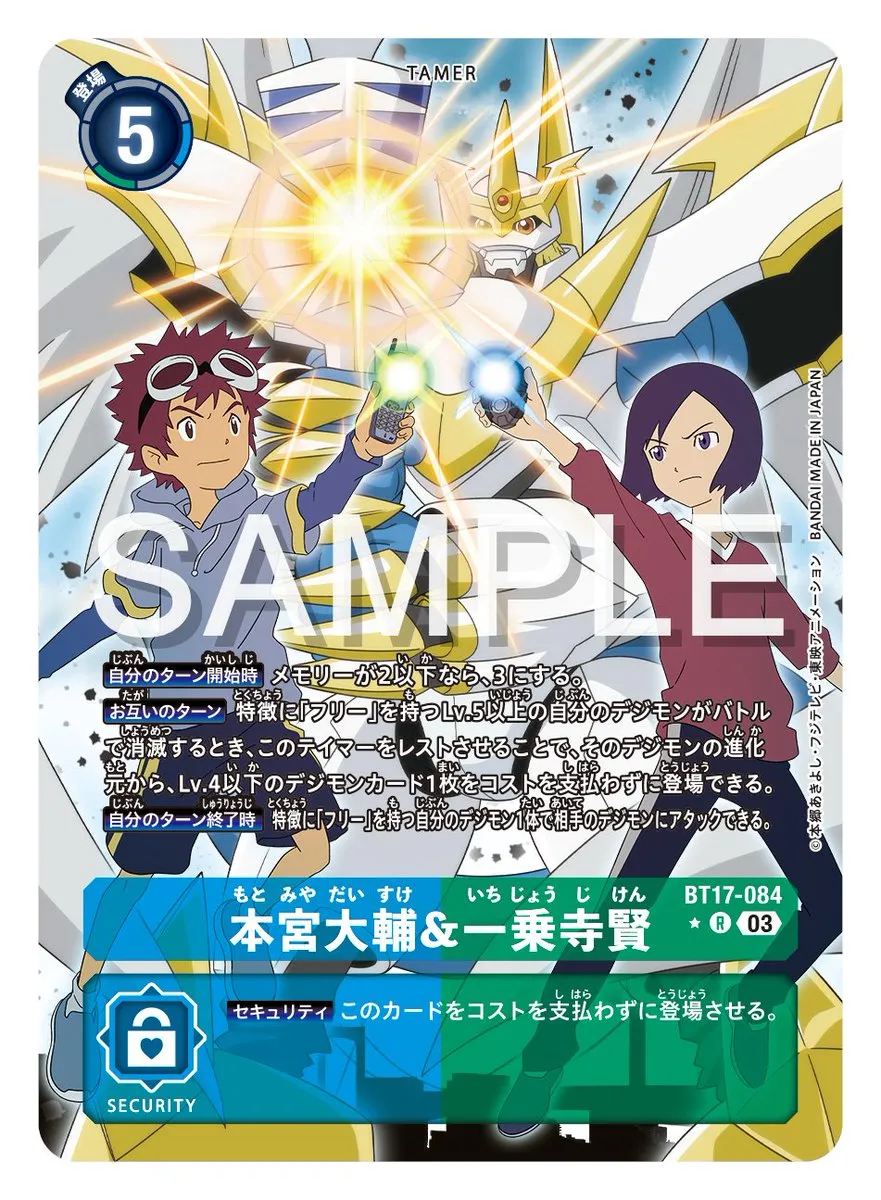 TAMER
登場
5
SAMPLE
自分のターン開始時 メモリーが2以下なら、3にする。
お互いのターン 特徴に「フリー」を持つLv.5以上の自分のデジモンがバトル
で消滅するとき、このテイマーをレストさせることで、そのデジモンの進化
元から、Lv.4以下のデジモンカード1枚をコストを支払わずに登場できる。
自分のターン終了時 特徴に「フリー」を持つ自分のデジモン1体で相手のデジモンにアタックできる。
©本郷あきよし・フジテレビ・東映アニメーション BANDAI MADE IN JAPAN
もと みや だい すけ いち じょう じ けん
本宮大輔&一乗寺賢
BT17-084
R 03
セキュリティ このカードをコストを支払わずに登場させる。
SECURITY